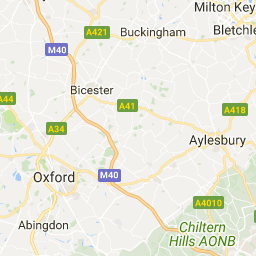 Milton Key
A421
Buckingham
Bletchle
M40
Bicester
A44
A41
A418
A34
Aylesbury
Oxford
M40
A4010
Abingdon
Chiltern
Hills AONB